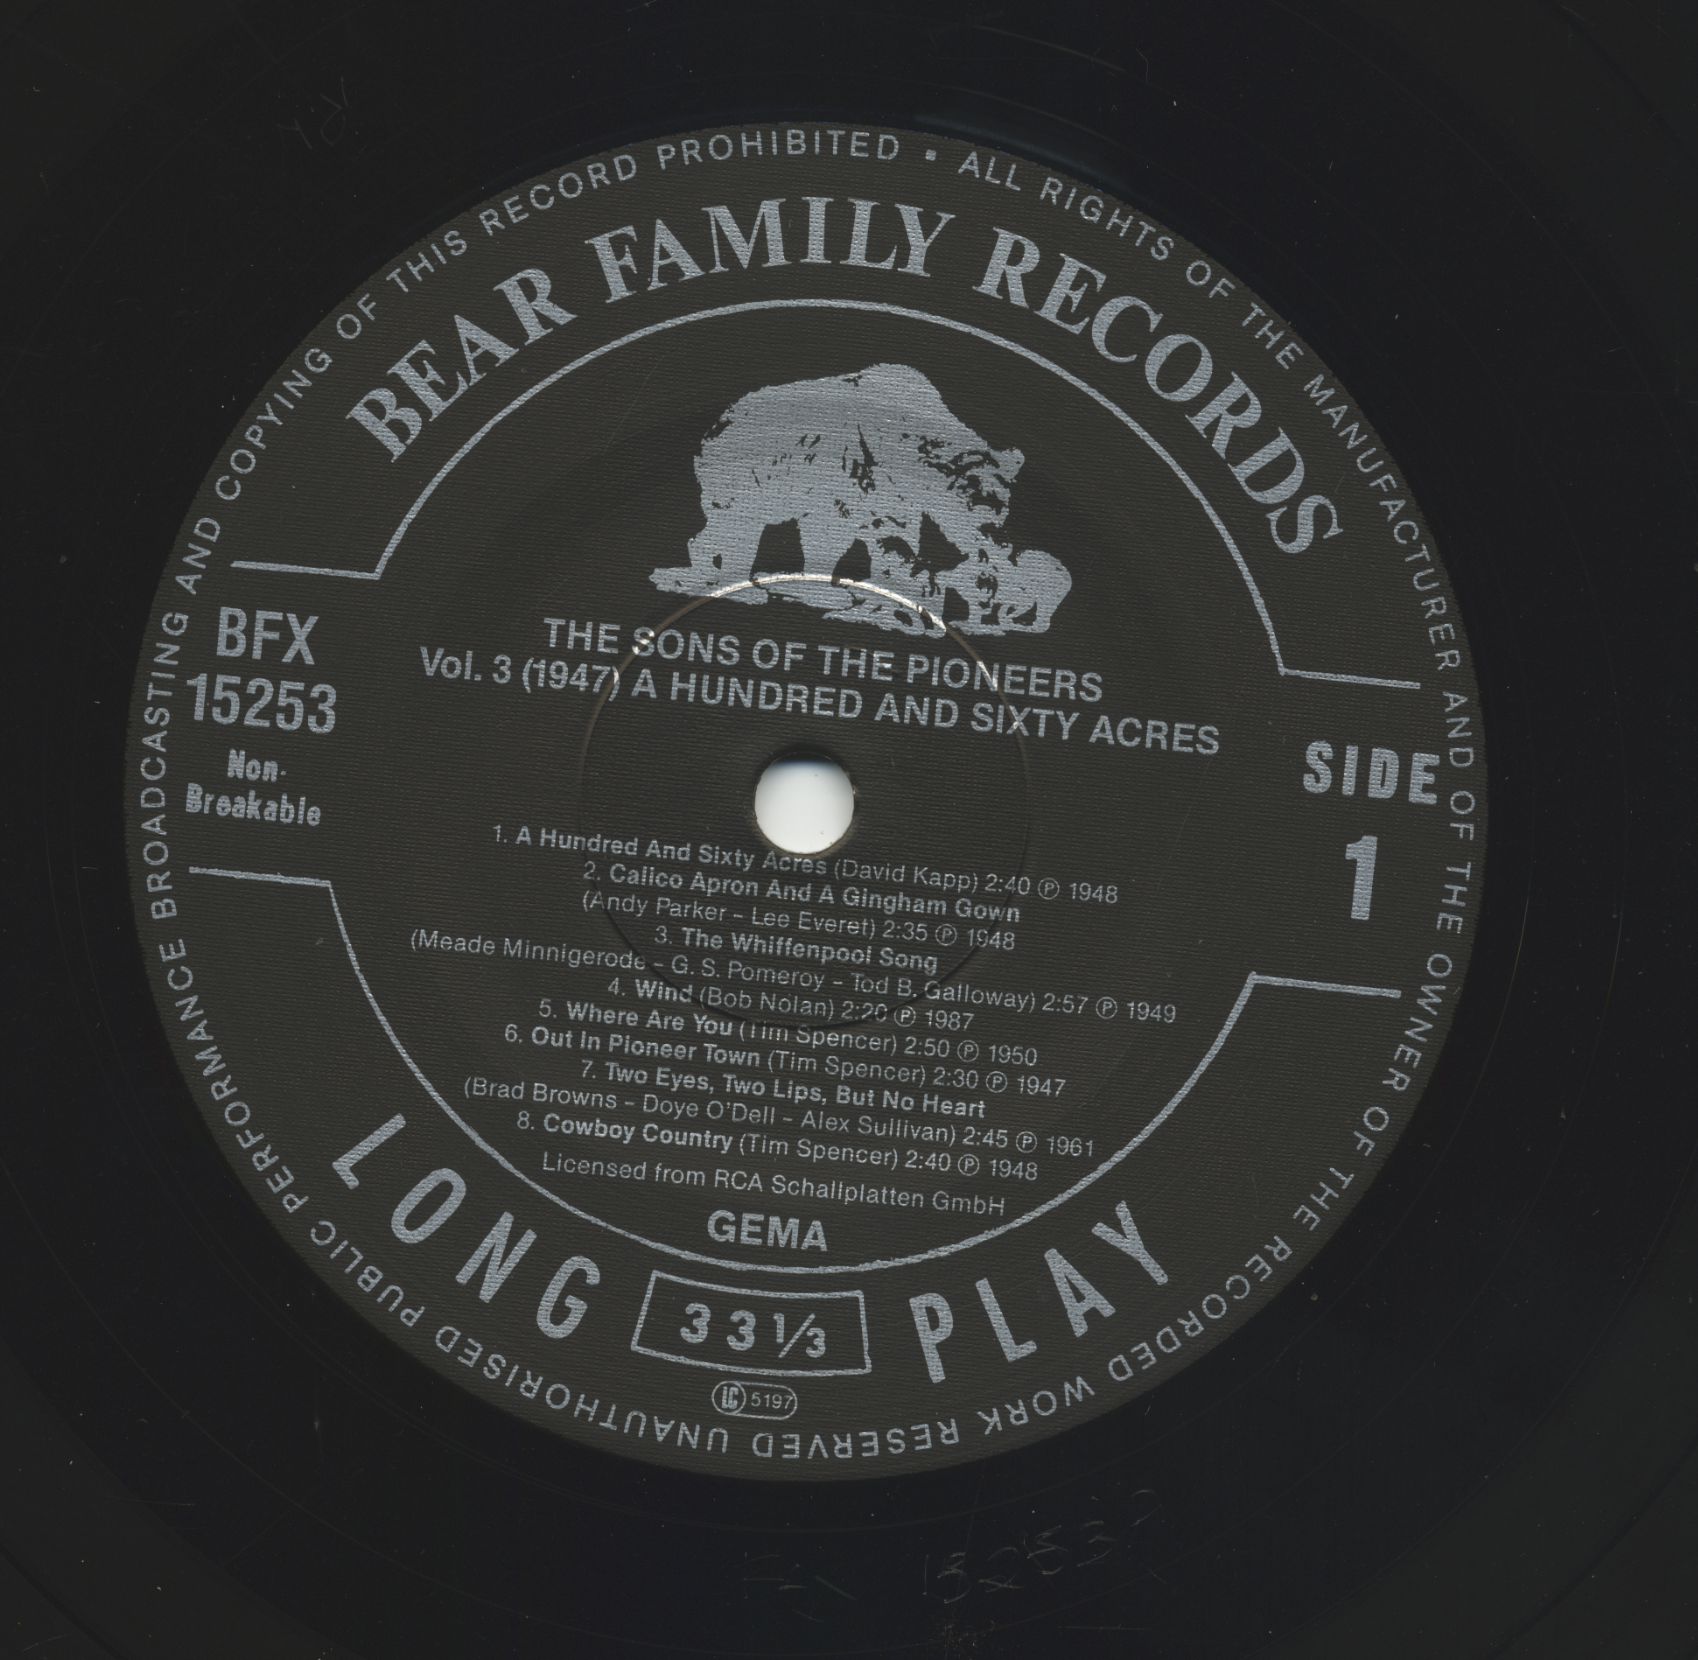 BROADCASTING AND COPYING OF THIS RECORD PROHIBITED · ALL RIGHTS OF THE MANUFACTURER AND OF THE OWNER OF THE RECORDED WORK RESERVED UNAUTHORISED PUBLIC PERFORMANCE
BEAR FAMILY RECORDS
BFX
15253
Non-
Breakable
THE SONS OF THE PIONEERS
Vol. 3 (1947) A HUNDRED AND SIXTY ACRES
SIDE
1
1. A Hundred And Sixty Acres (David Kapp) 2:40 ℗ 1948
2. Calico Apron And A Gingham Gown
(Andy Parker – Lee Everet) 2:35 ℗ 1948
3. The Whiffenpool Song
(Meade Minnigerode – G. S. Pomeroy – Tod B. Galloway) 2:57 ℗ 1949
4. Wind (Bob Nolan) 2:20 ℗ 1987
5. Where Are You (Tim Spencer) 2:50 ℗ 1950
6. Out In Pioneer Town (Tim Spencer) 2:30 ℗ 1947
7. Two Eyes, Two Lips, But No Heart
(Brad Browns – Doye O'Dell – Alex Sullivan) 2:45 ℗ 1961
8. Cowboy Country (Tim Spencer) 2:40 ℗ 1948
Licensed from RCA Schallplatten GmbH
GEMA
LONG PLAY
33 1/3
LC 5197